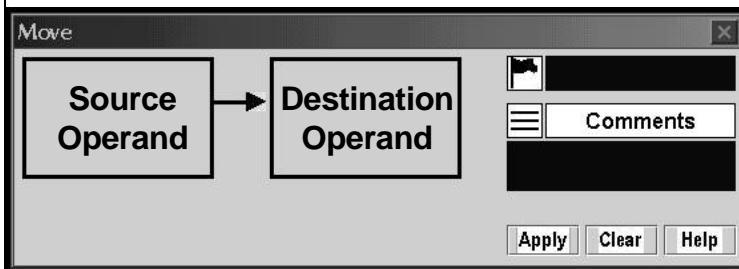 Move
Source
Operand
Destination
Operand
Comments
Apply
Clear
Help